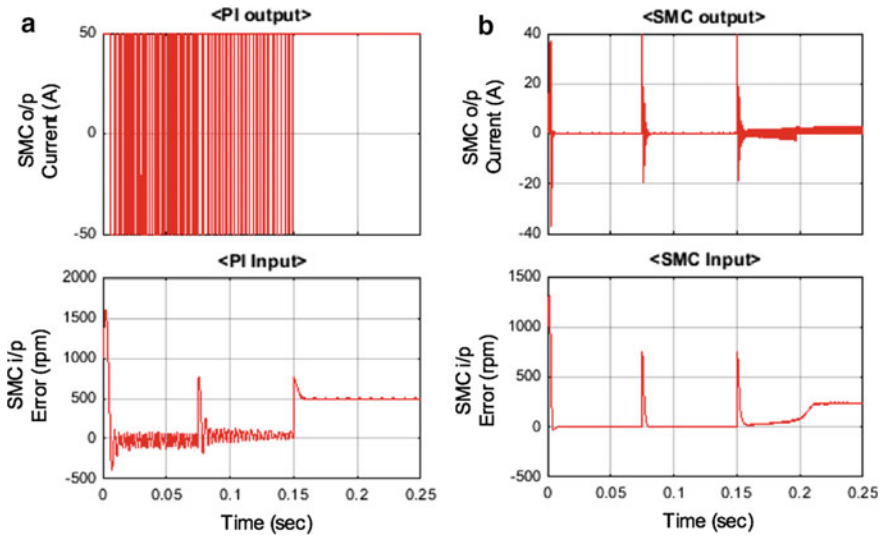 a
<PI output>
SMC o/p
Current (A)
50
0
-50
<PI Input>
SMC i/p
Error (rpm)
2000
1500
1000
500
0
-500
0 0.05 0.1 0.15 0.2 0.25
Time (sec)
b
<SMC output>
SMC o/p
Current (A)
40
20
0
-20
-40
<SMC Input>
SMC i/p
Error (rpm)
1500
1000
500
0
-500
0 0.05 0.1 0.15 0.2 0.25
Time (sec)